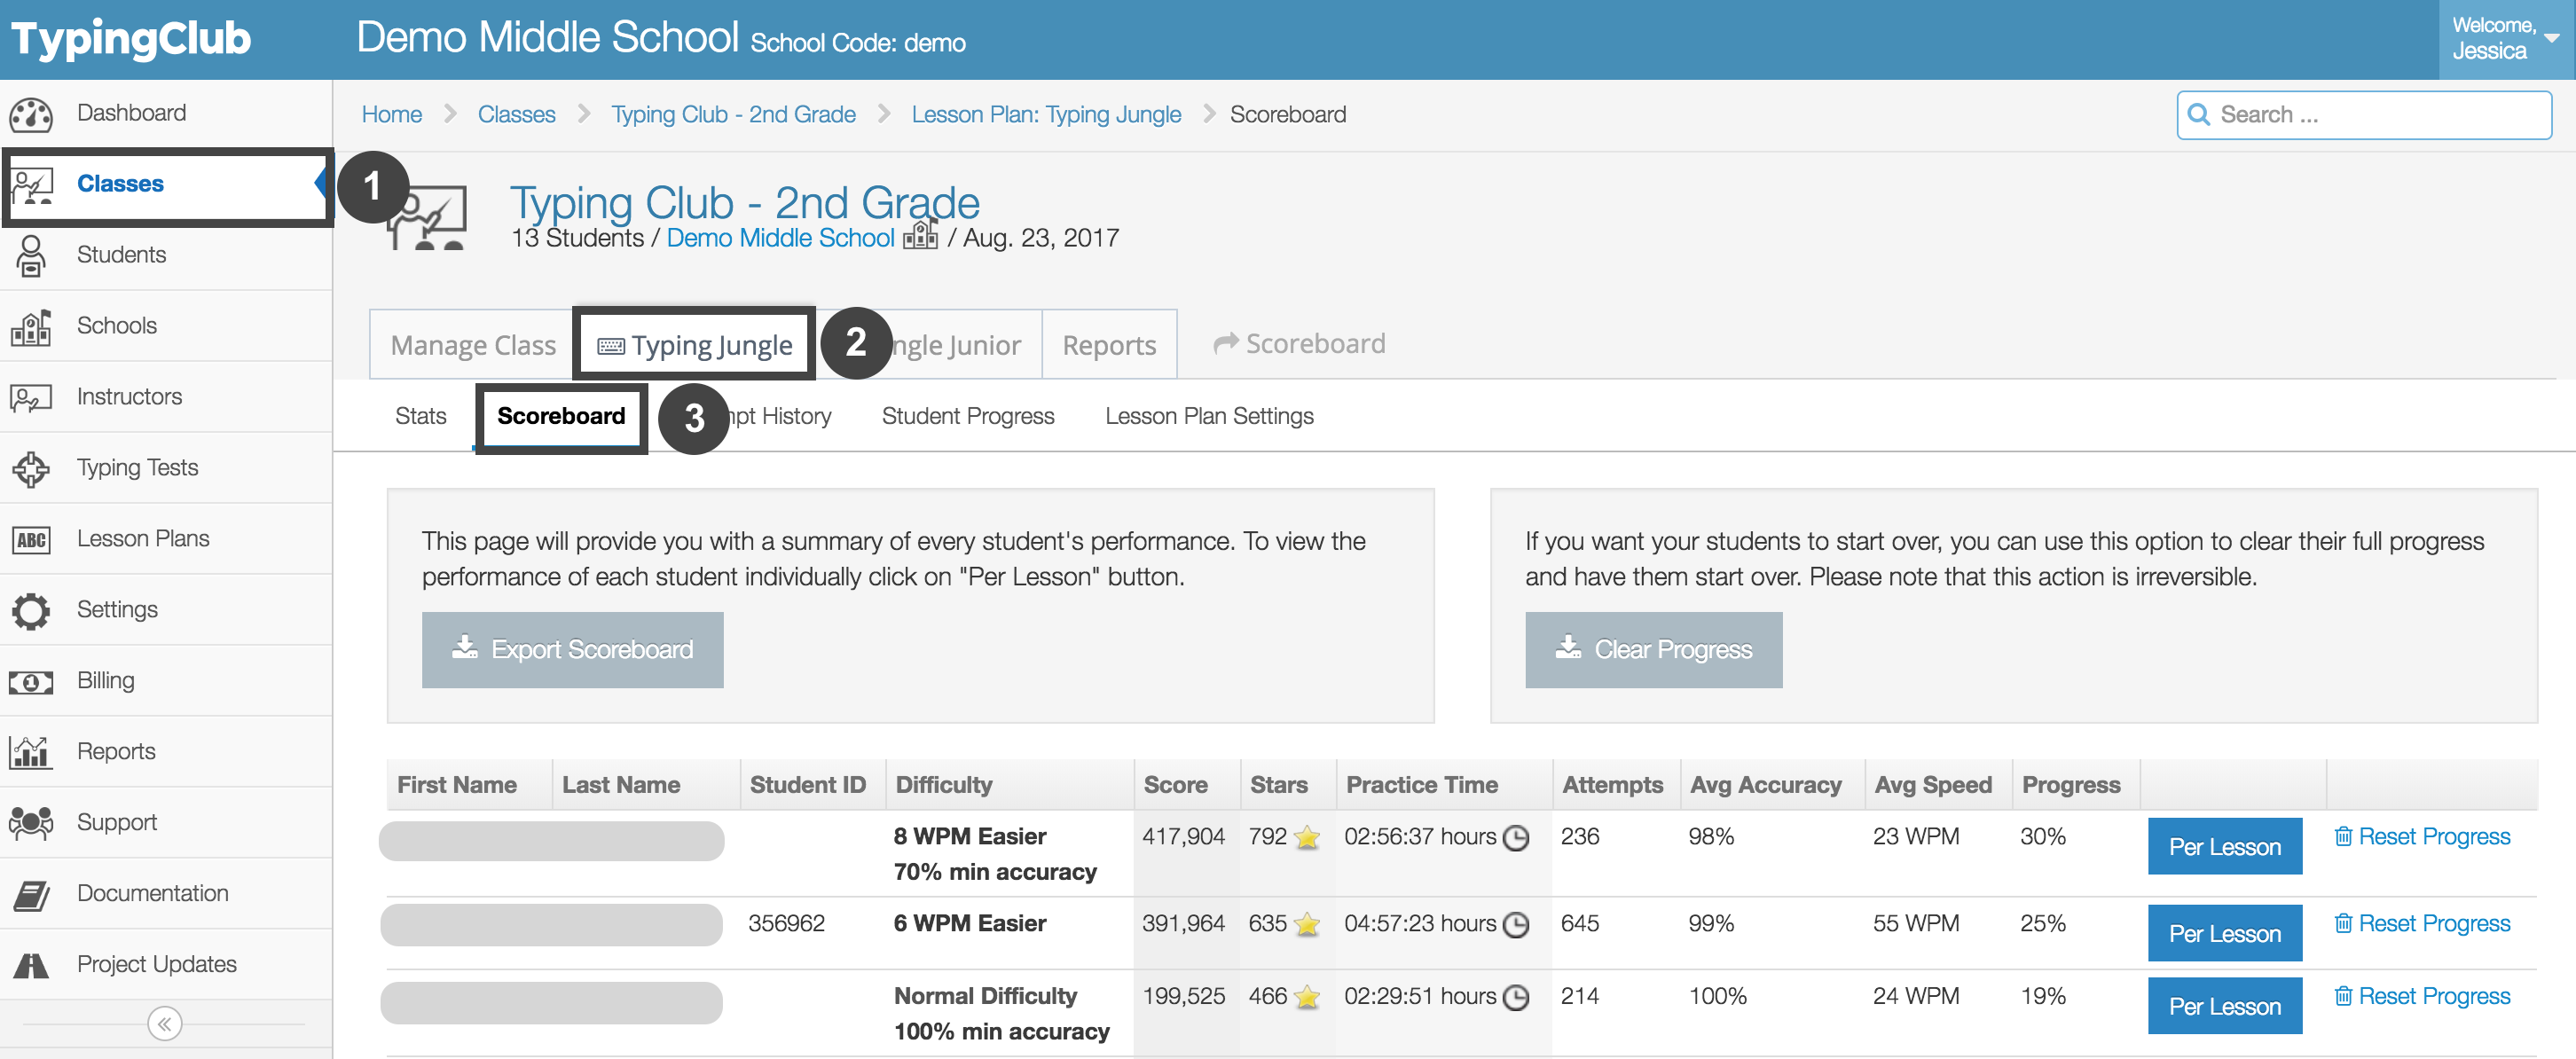 TypingClub
Demo Middle School School Code: demo
Welcome,
Jessica
Dashboard
Classes
Students
Schools
Instructors
Typing Tests
ABC Lesson Plans
Settings
1 Billing
Reports
Support
Documentation
Project Updates
Home Classes Typing Club - 2nd Grade Lesson Plan: Typing Jungle Scoreboard
Search ...
1
Typing Club - 2nd Grade
13 Students / Demo Middle School / Aug. 23, 2017
Manage Class Typing Jungle 2 ngle Junior Reports Scoreboard
Stats Scoreboard 3 npt History Student Progress Lesson Plan Settings
This page will provide you with a summary of every student's performance. To view the
performance of each student individually click on "Per Lesson" button.
Export Scoreboard
If you want your students to start over, you can use this option to clear their full progress
and have them start over. Please note that this action is irreversible.
Clear Progress
First Name Last Name Student ID Difficulty Score Stars Practice Time Attempts Avg Accuracy Avg Speed Progress
8 WPM Easier 417,904 792 02:56:37 hours 236 98% 23 WPM 30% Per Lesson Reset Progress
70% min accuracy
356962 6 WPM Easier 391,964 635 04:57:23 hours 645 99% 55 WPM 25% Per Lesson Reset Progress
Normal Difficulty 199,525 466 02:29:51 hours 214 100% 24 WPM 19% Per Lesson Reset Progress
100% min accuracy